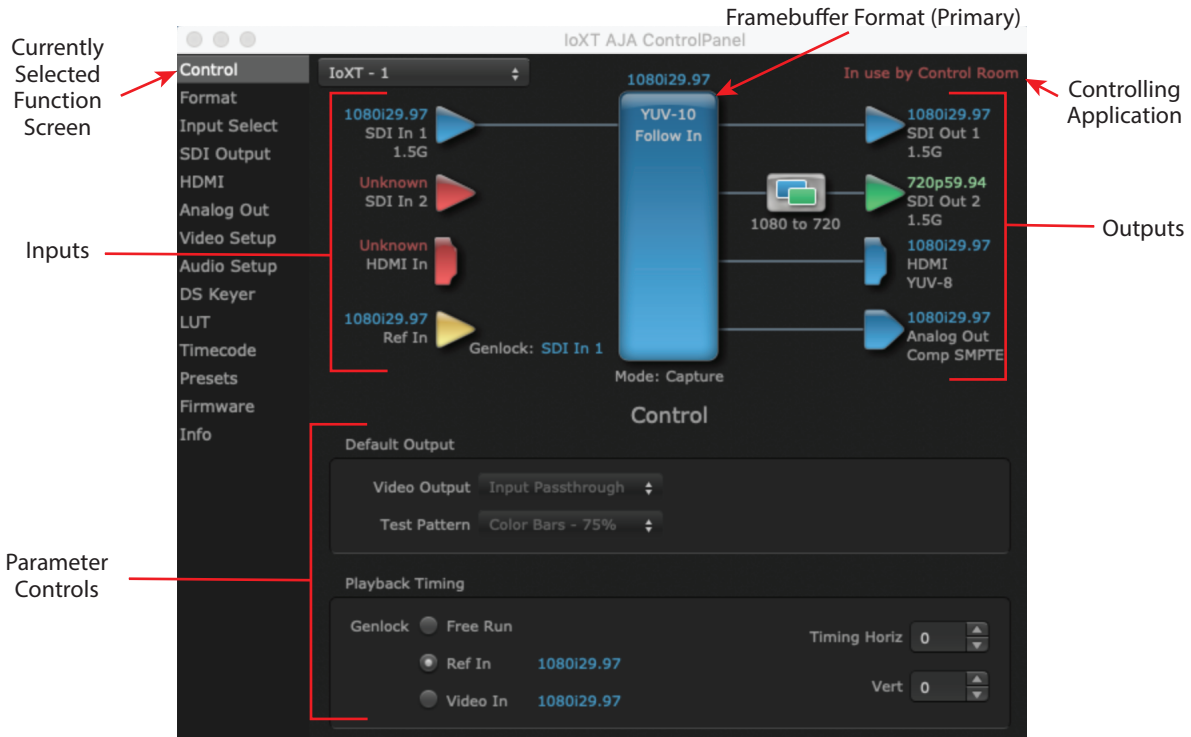 Framebuffer Format (Primary)
Currently
Selected
Function
Screen
IoXT AJA ControlPanel
Controlling
Application
Control
Format
Input Select
SDI Output
HDMI
Analog Out
Video Setup
Audio Setup
DS Keyer
LUT
Timecode
Presets
Firmware
Info
IoXT - 1
1080i29.97
In use by Control Room
Inputs
1080i29.97
SDI In 1
1.5G
Unknown
SDI In 2
Unknown
HDMI In
1080i29.97
Ref In
Genlock: SDI In 1
YUV-10
Follow In
Mode: Capture
1080 to 720
1080i29.97
SDI Out 1
1.5G
720p59.94
SDI Out 2
1.5G
1080i29.97
HDMI
YUV-8
1080i29.97
Analog Out
Comp SMPTE
Outputs
Control
Parameter
Controls
Default Output
Video Output Input Passthrough
Test Pattern Color Bars - 75%
Playback Timing
Genlock Free Run
Ref In 1080i29.97
Video In 1080i29.97
Timing Horiz 0
Vert 0